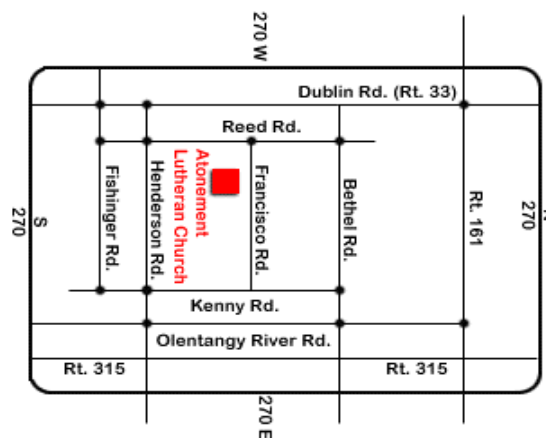 270 W
Dublin Rd. (Rt. 33)
Reed Rd.
Fishinger Rd.
Henderson Rd.
Atonement
Lutheran Church
Francisco Rd.
Bethel Rd.
Rt. 161
270
S
270
Kenny Rd.
Olentangy River Rd.
Rt. 315
Rt. 315
270 E